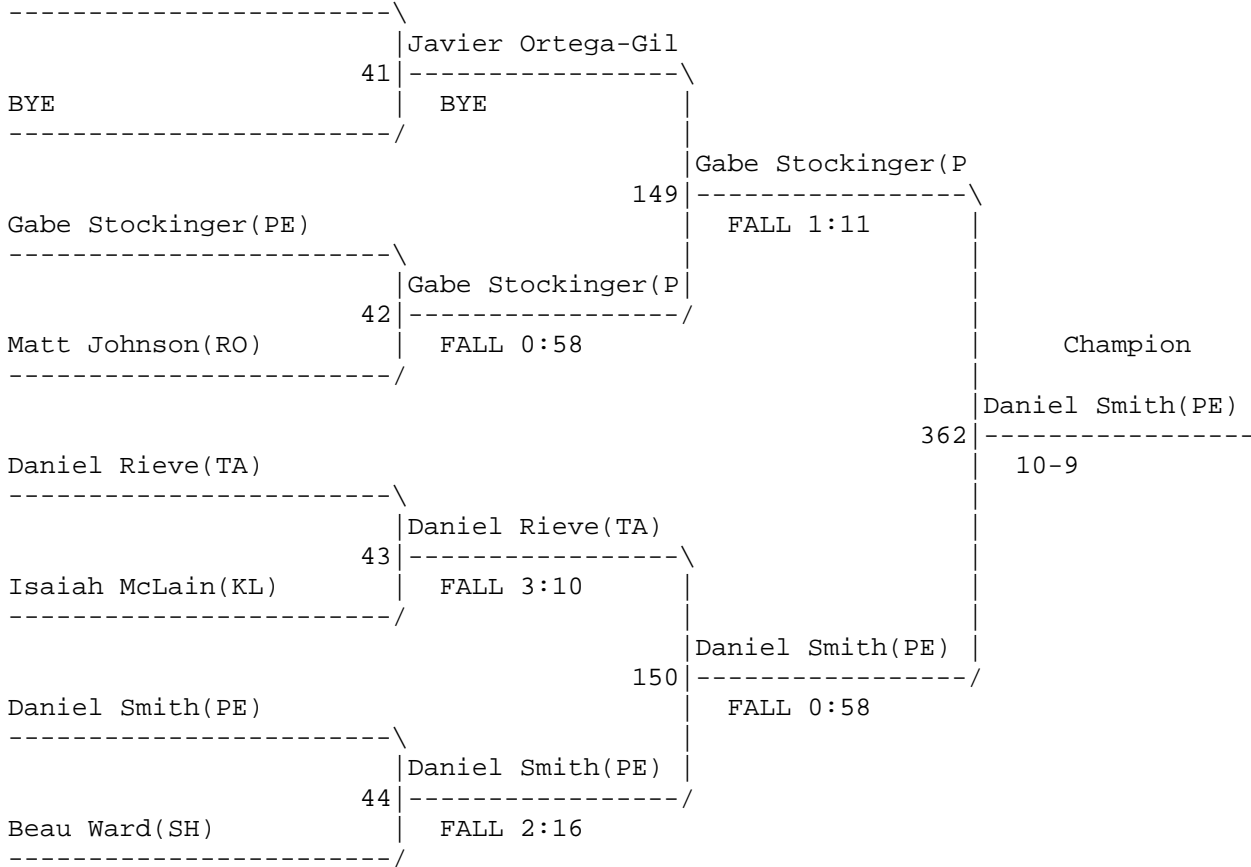 ------------------------\
|Javier Ortega-Gil
41|-----------------\
BYE | BYE |
------------------------/ |
|Gabe Stockinger(P
149|-----------------\
Gabe Stockinger(PE) | FALL 1:11 |
------------------------\ | |
|Gabe Stockinger(P| |
42|-----------------/ |
Matt Johnson(RO) | FALL 0:58 | Champion
------------------------/ |
|Daniel Smith(PE)
362|-----------------
Daniel Rieve(TA) | 10-9
------------------------\ |
|Daniel Rieve(TA) |
43|-----------------\ |
Isaiah McLain(KL) | FALL 3:10 | |
------------------------/ | |
|Daniel Smith(PE) |
150|-----------------/
Daniel Smith(PE) | FALL 0:58
------------------------\ |
|Daniel Smith(PE) |
44|-----------------/
Beau Ward(SH) | FALL 2:16
------------------------/